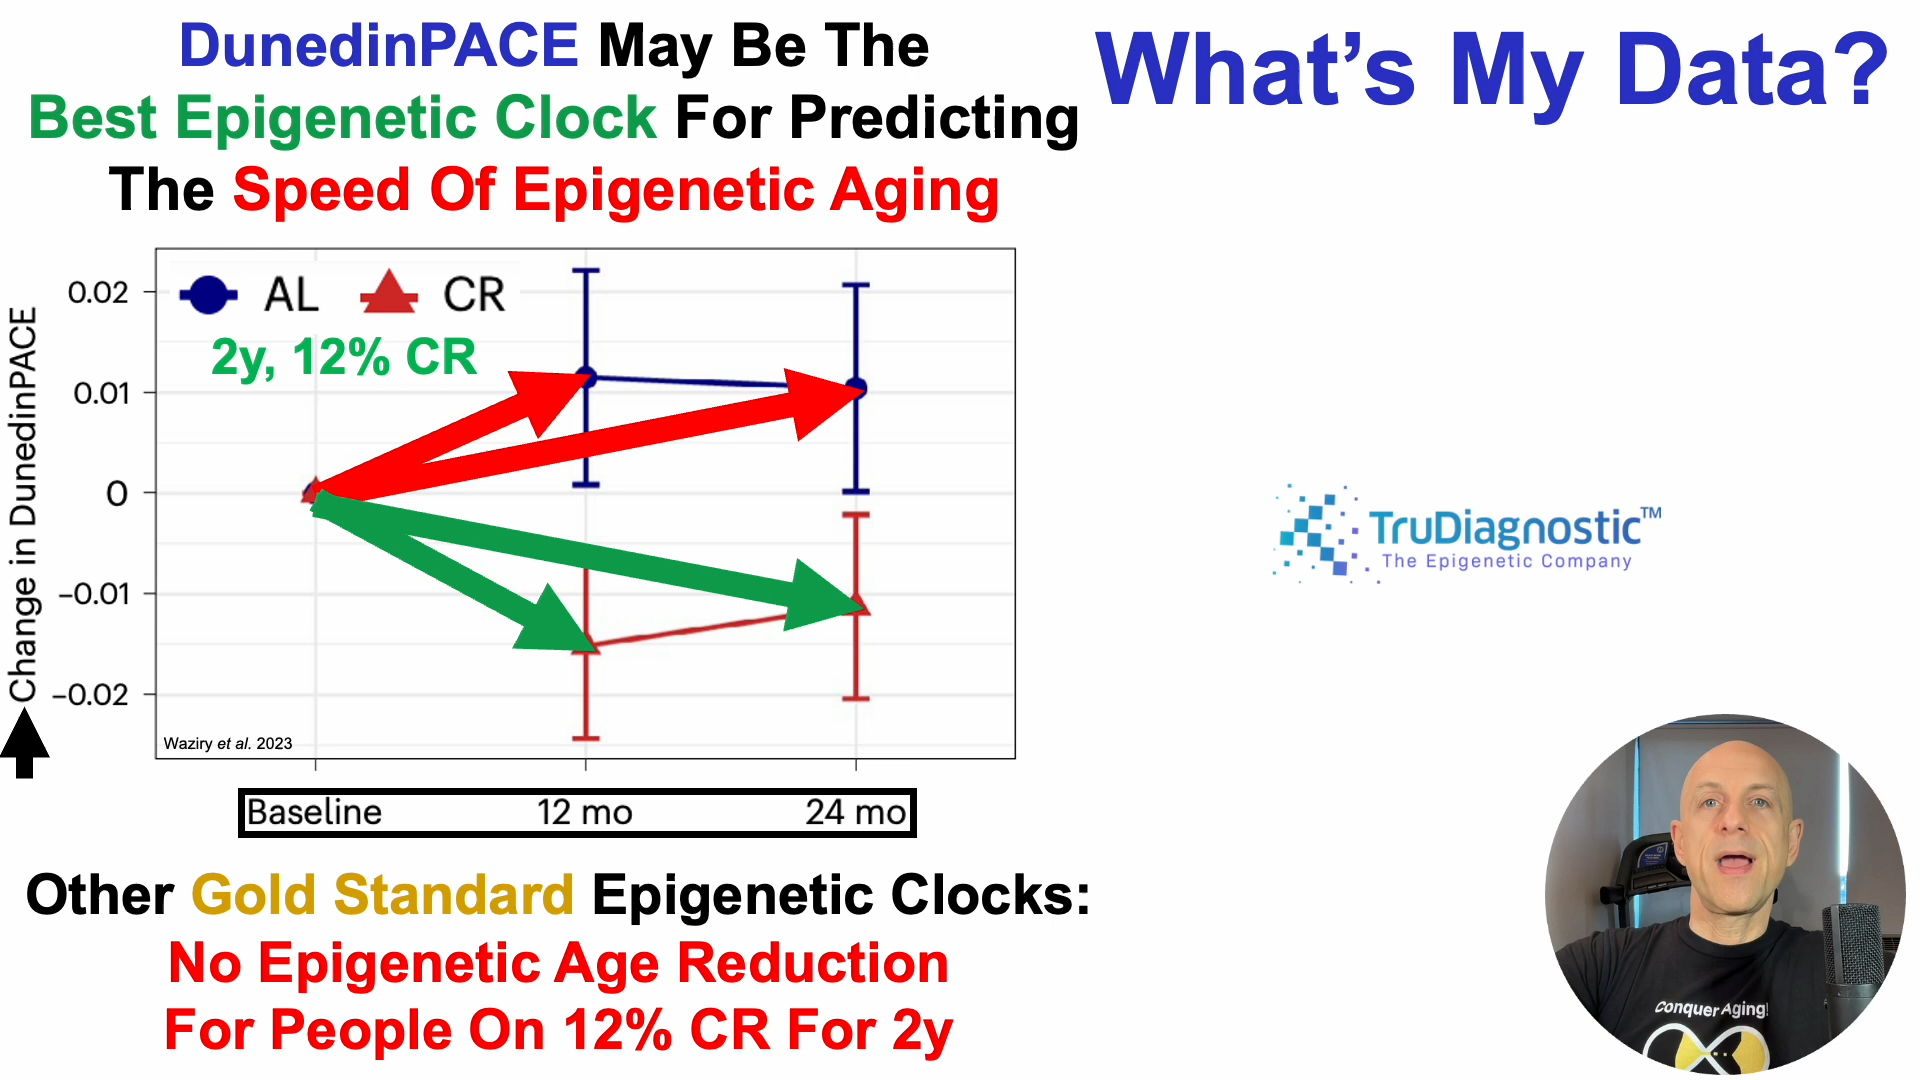 DunedinPACE May Be The
Best Epigenetic Clock For Predicting
The Speed Of Epigenetic Aging
What's My Data?
AL CR
2y, 12% CR
Change in DunedinPACE
0.02
0.01
0
−0.01
−0.02
Waziry et al. 2023
Baseline 12 mo 24 mo
Other Gold Standard Epigenetic Clocks:
No Epigenetic Age Reduction
For People On 12% CR For 2y
TruDiagnostic™
The Epigenetic Company
Conquer Aging!